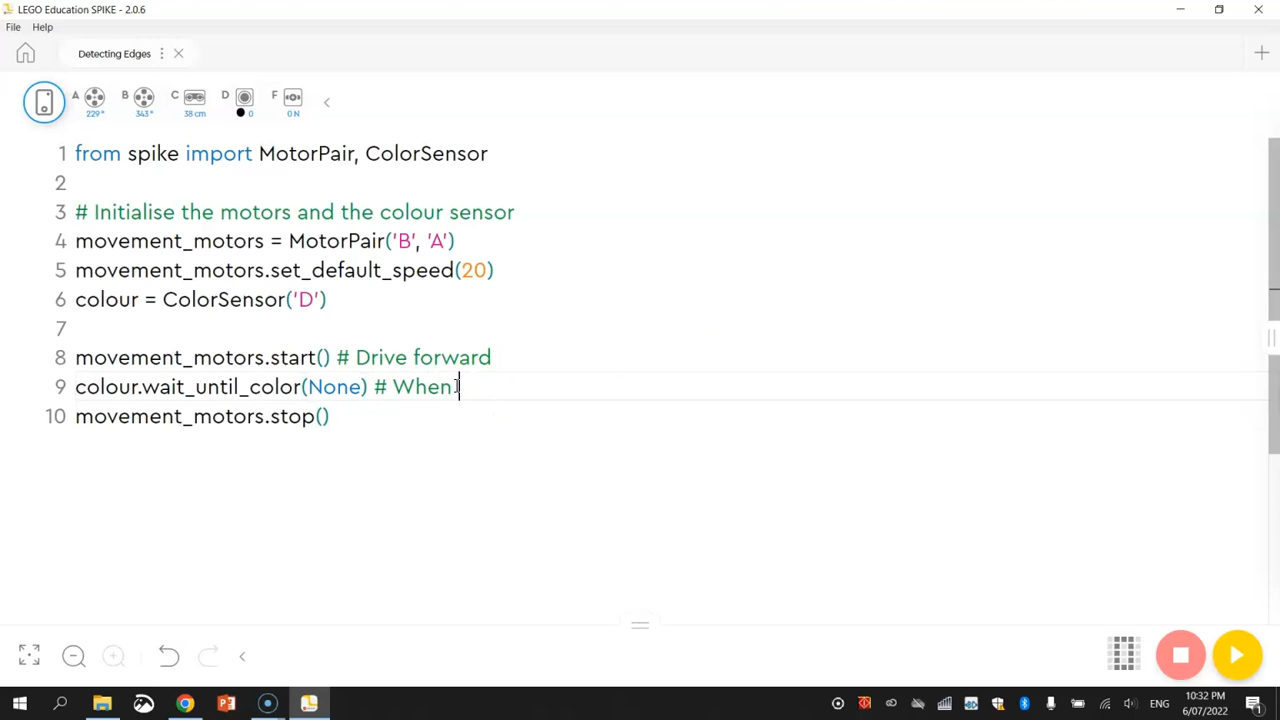 LEGO Education SPIKE - 2.0.6
File Help
Detecting Edges
A B C D F
229° 343° 38 cm 0 0 N
1 from spike import MotorPair, ColorSensor
2
3 # Initialise the motors and the colour sensor
4 movement_motors = MotorPair('B', 'A')
5 movement_motors.set_default_speed(20)
6 colour = ColorSensor('D')
7
8 movement_motors.start() # Drive forward
9 colour.wait_until_color(None) # When
10 movement_motors.stop()
10:32 PM
ENG
6/07/2022
1